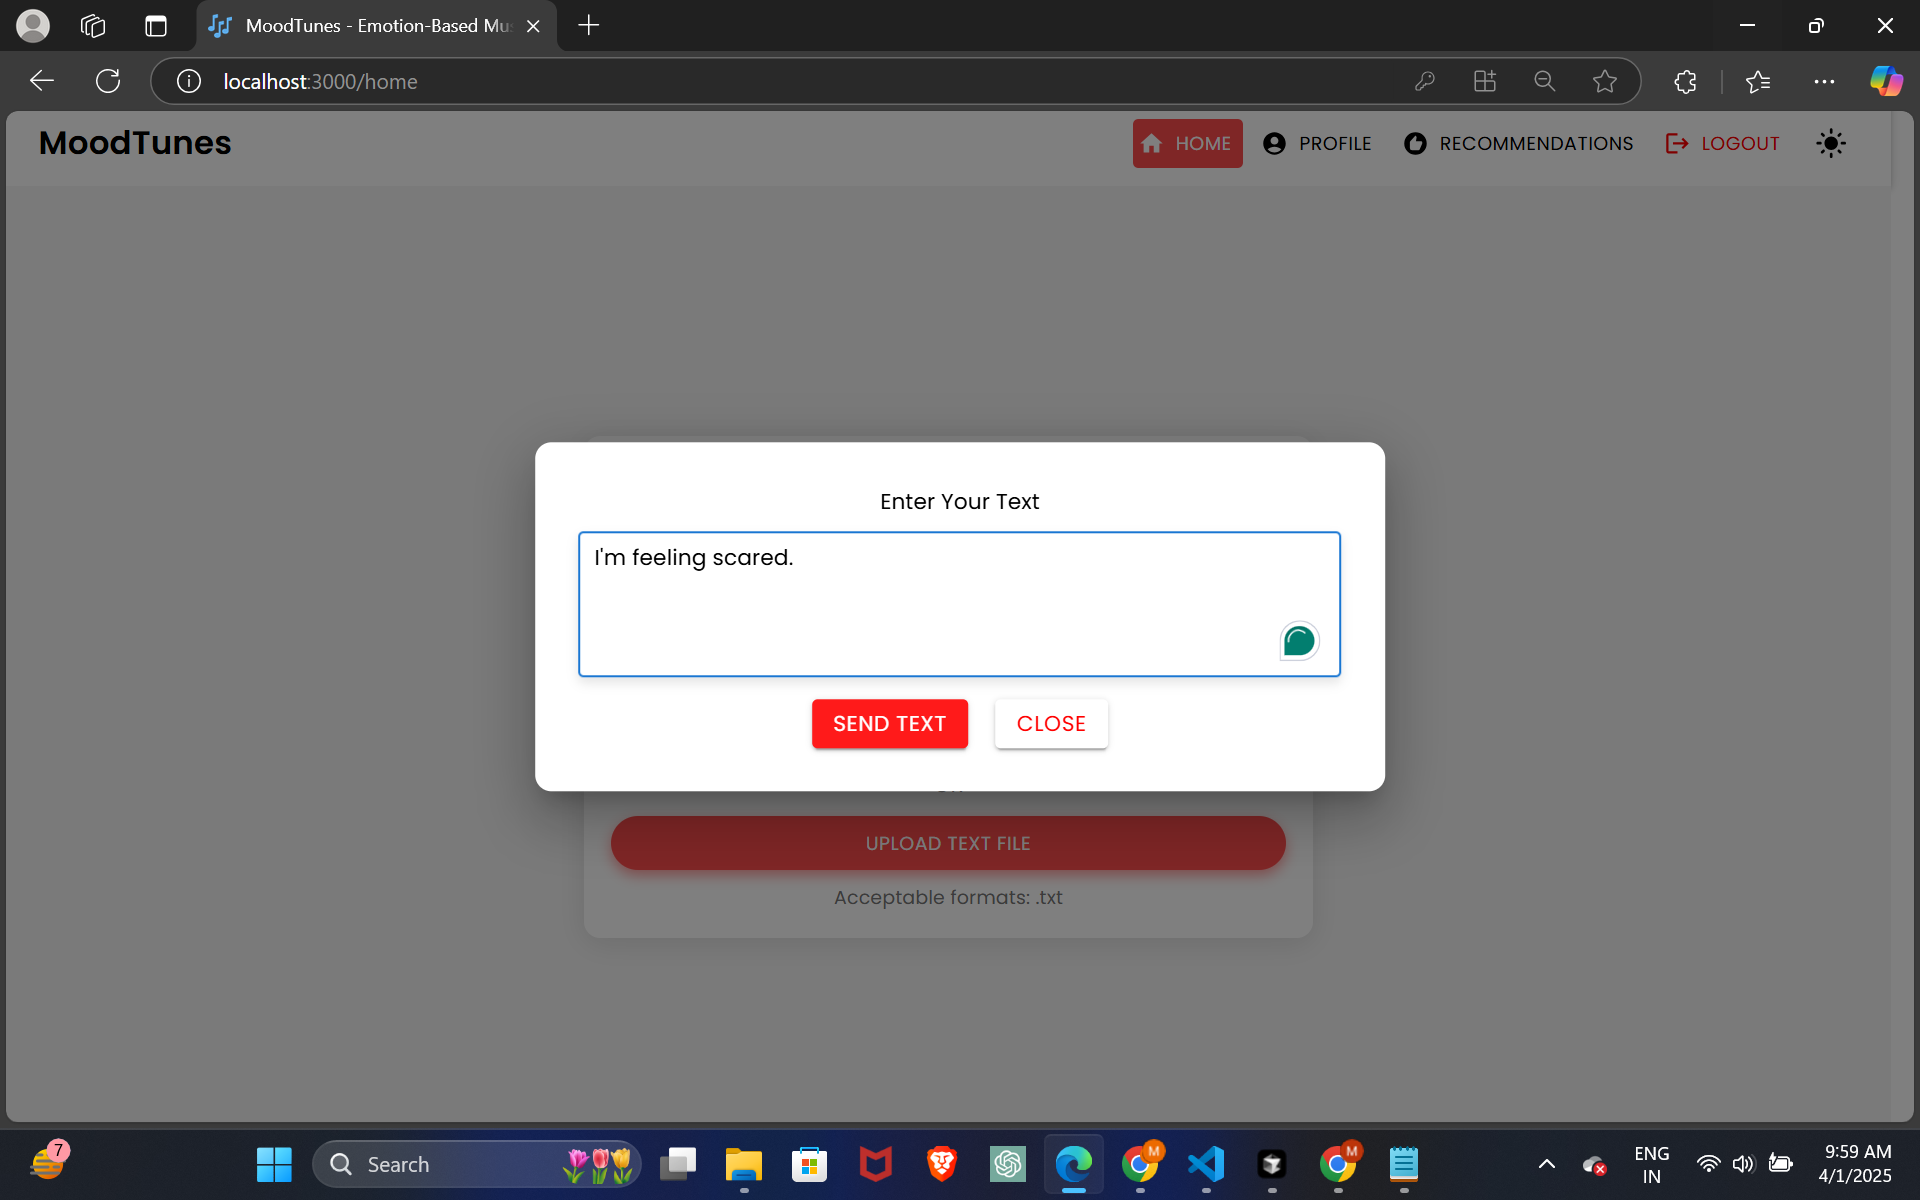 MoodTunes - Emotion-Based Mus
localhost:3000/home
MoodTunes
HOME
PROFILE
RECOMMENDATIONS
LOGOUT
Enter Your Text
I'm feeling scared.
SEND TEXT
CLOSE
UPLOAD TEXT FILE
Acceptable formats: .txt
7
Search
M
M
ENG
IN
9:59 AM
4/1/2025